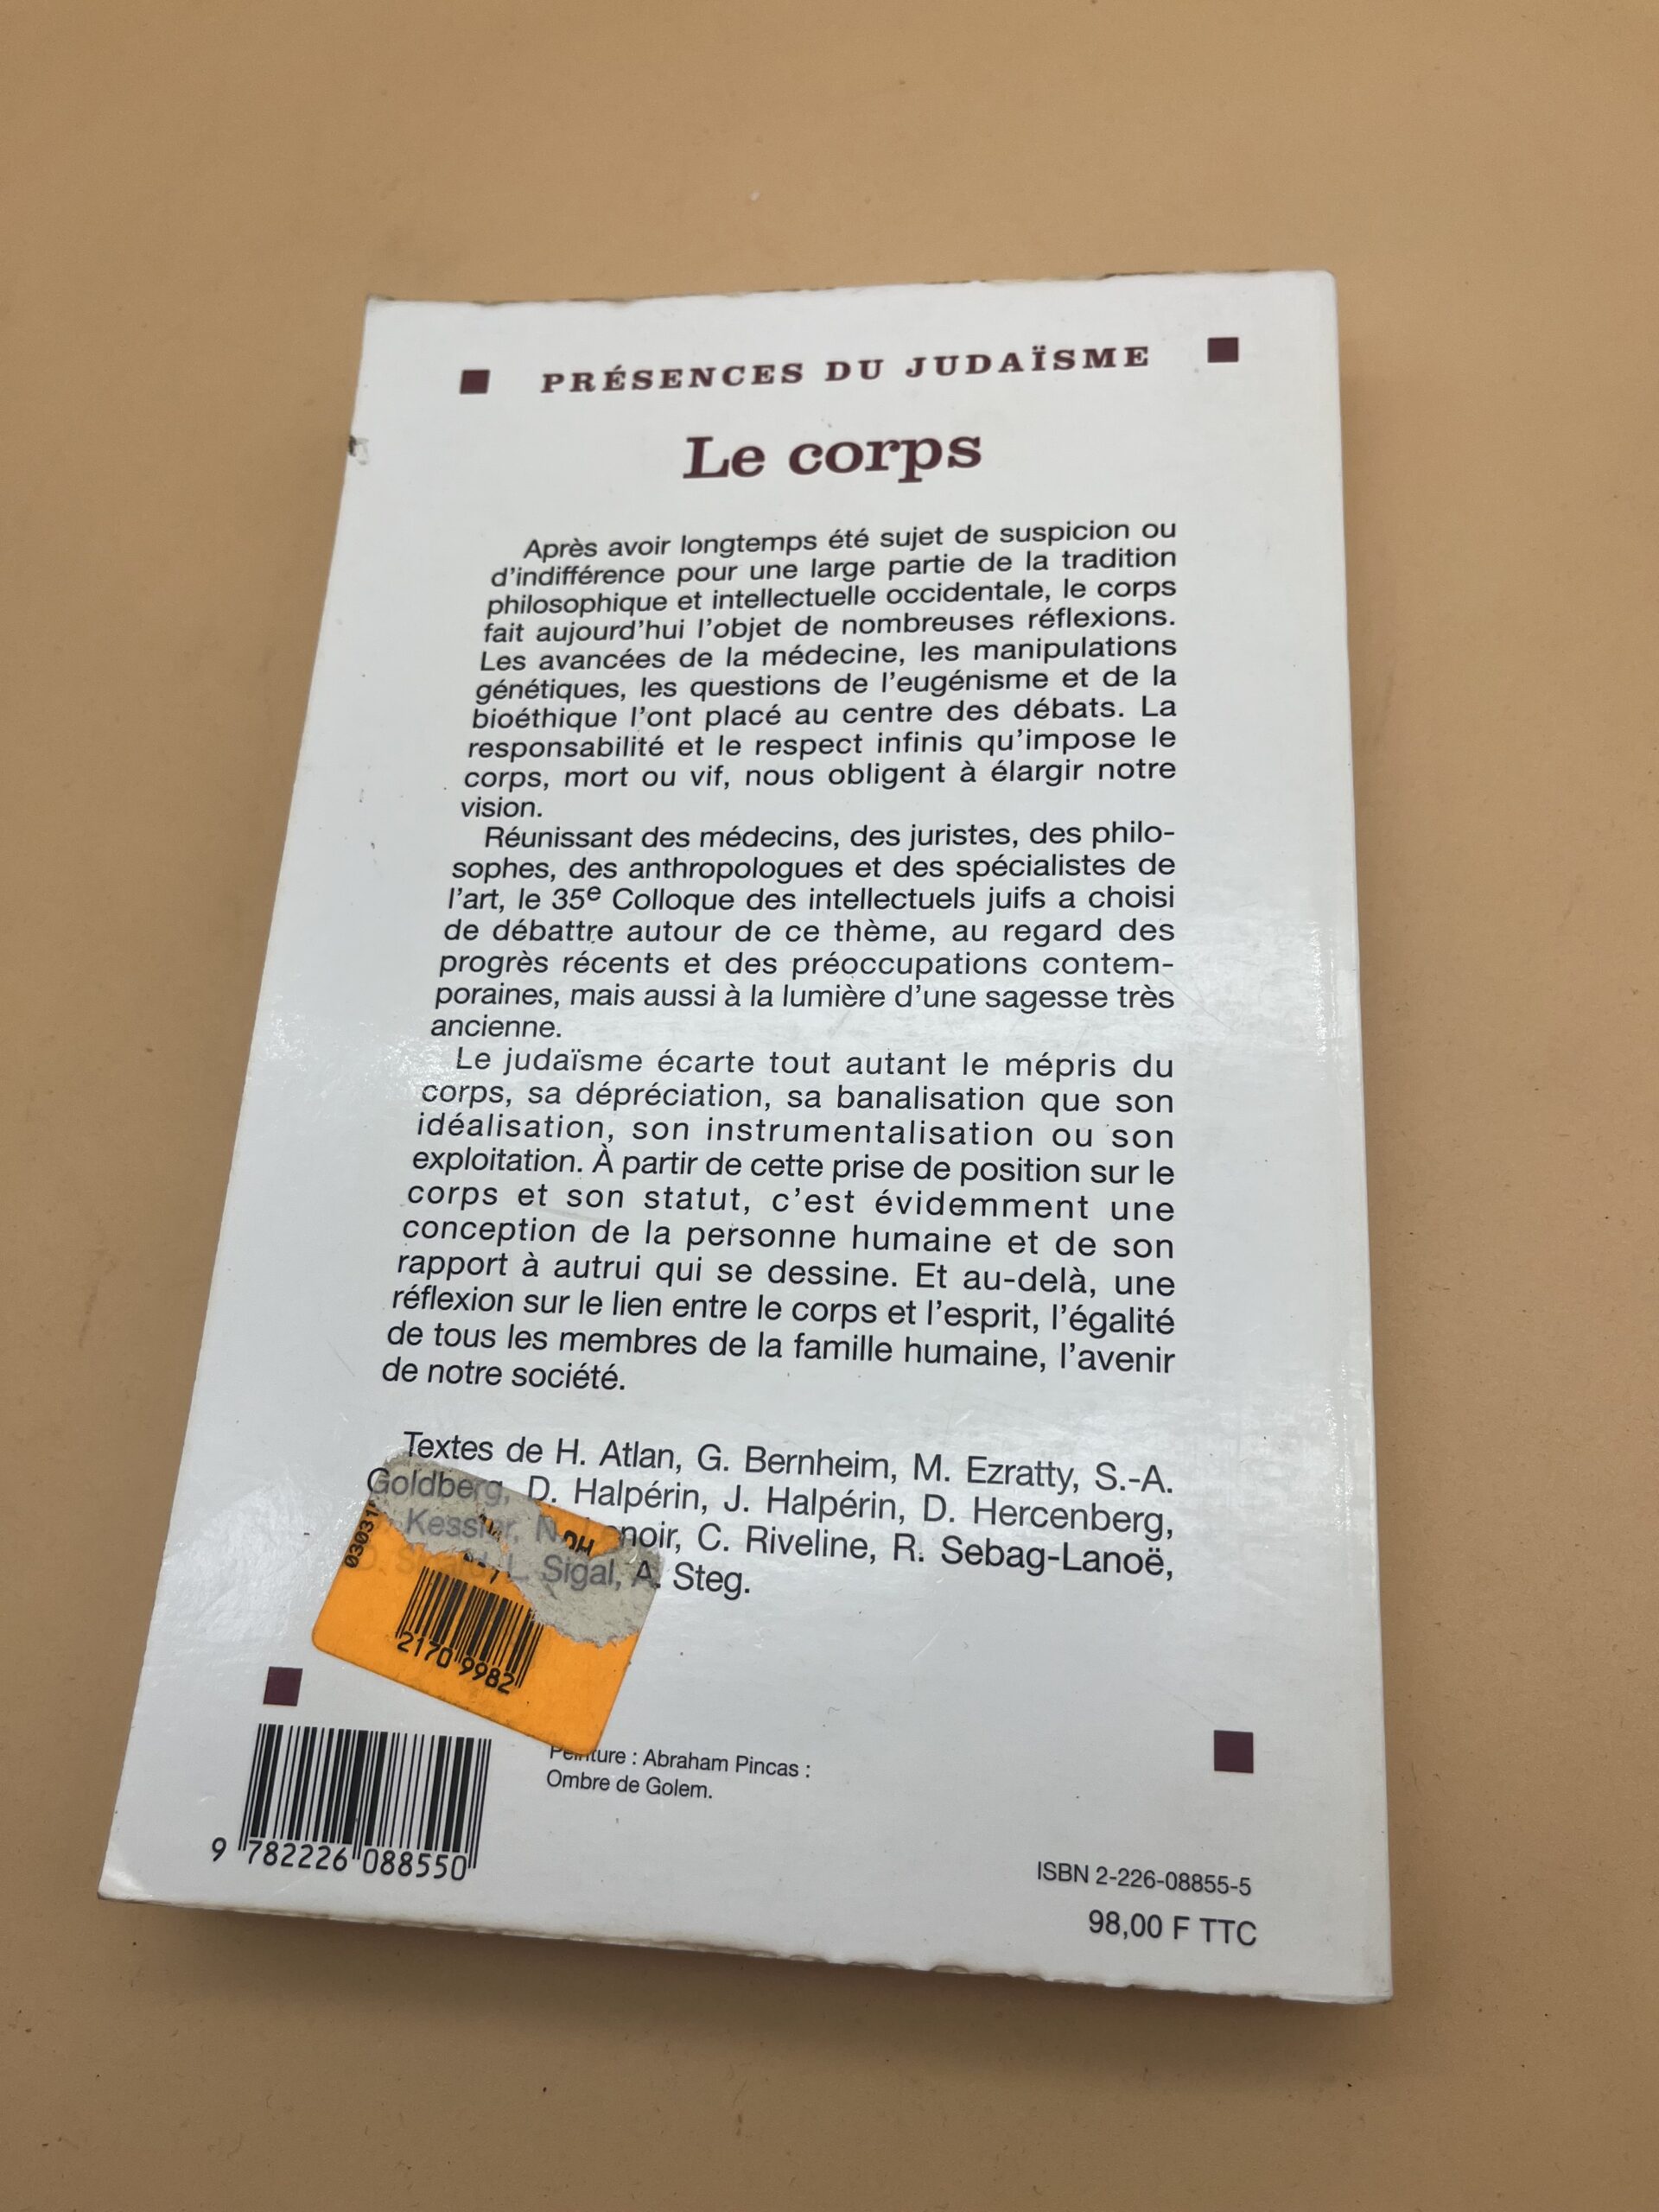 PRÉSENCES DU JUDAÏSME
Le corps
Après avoir longtemps été sujet de suspicion ou
d'indifférence pour une large partie de la tradition
philosophique et intellectuelle occidentale, le corps
fait aujourd'hui l'objet de nombreuses réflexions.
Les avancées de la médecine, les manipulations
génétiques, les questions de l'eugénisme et de la
bioéthique l'ont placé au centre des débats. La
responsabilité et le respect infinis qu'impose le
corps, mort ou vif, nous obligent à élargir notre
vision.
Réunissant des médecins, des juristes, des philo-
sophes, des anthropologues et des spécialistes de
l'art, le 35e Colloque des intellectuels juifs a choisi
de débattre autour de ce thème, au regard des
progrès récents et des préoccupations contem-
poraines, mais aussi à la lumière d'une sagesse très
ancienne.
Le judaïsme écarte tout autant le mépris du
corps, sa dépréciation, sa banalisation que son
idéalisation, son instrumentalisation ou son
exploitation. À partir de cette prise de position sur le
corps et son statut, c'est évidemment une
conception de la personne humaine et de son
rapport à autrui qui se dessine. Et au-delà, une
réflexion sur le lien entre le corps et l'esprit, l'égalité
de tous les membres de la famille humaine, l'avenir
de notre société.
Textes de H. Atlan, G. Bernheim, M. Ezratty, S.-A.
Goldberg, D. Halpérin, J. Halpérin, D. Hercenberg,
Kessler, C. Riveline, R. Sebag-Lanoë,
L. Sigal, A. Steg.
03031
2170 9982
Peinture : Abraham Pincas :
Ombre de Golem.
9 782226 088550
ISBN 2-226-08855-5
98,00 F TTC